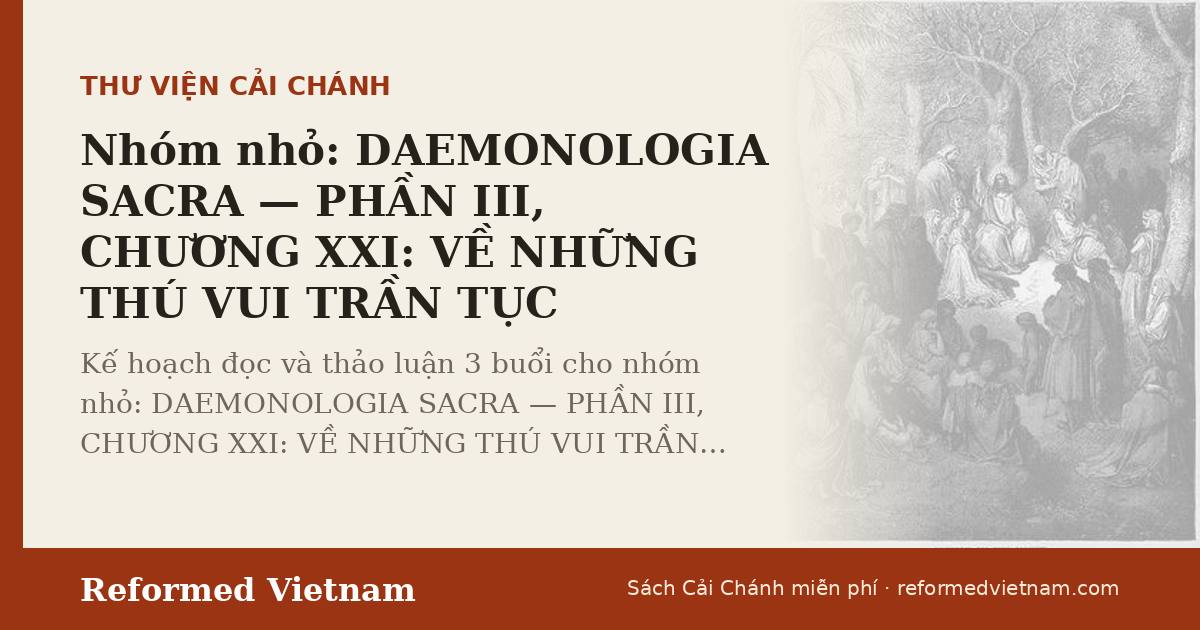 THƯ VIỆN CẢI CHÁNH
Nhóm nhỏ: DAEMONOLOGIA
SACRA — PHẦN III,
CHƯƠNG XXI: VỀ NHỮNG
THÚ VUI TRẦN TỤC
Kế hoạch đọc và thảo luận 3 buổi cho nhóm
nhỏ: DAEMONOLOGIA SACRA — PHẦN III,
CHƯƠNG XXI: VỀ NHỮNG THÚ VUI TRẦN...
Reformed Vietnam
Sách Cải Chánh miễn phí · reformedvietnam.com